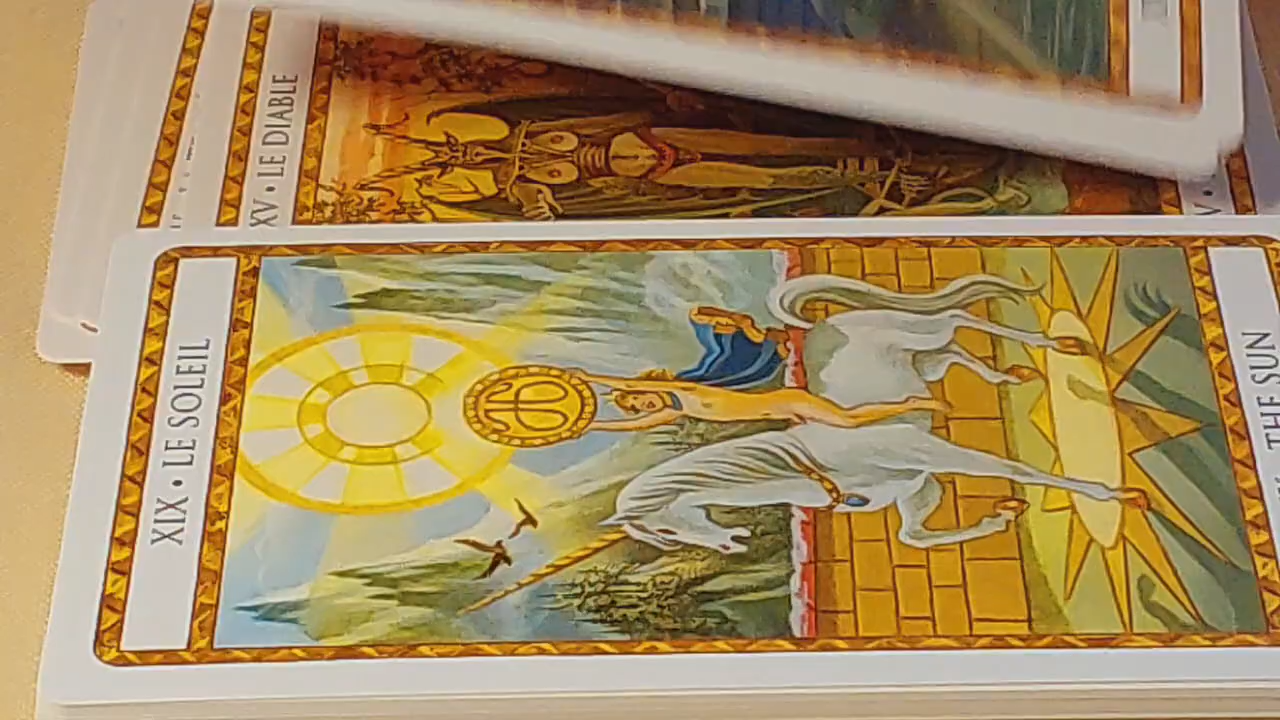 XV • LE DIABLE
XIX • LE SOLEIL
THE SUN